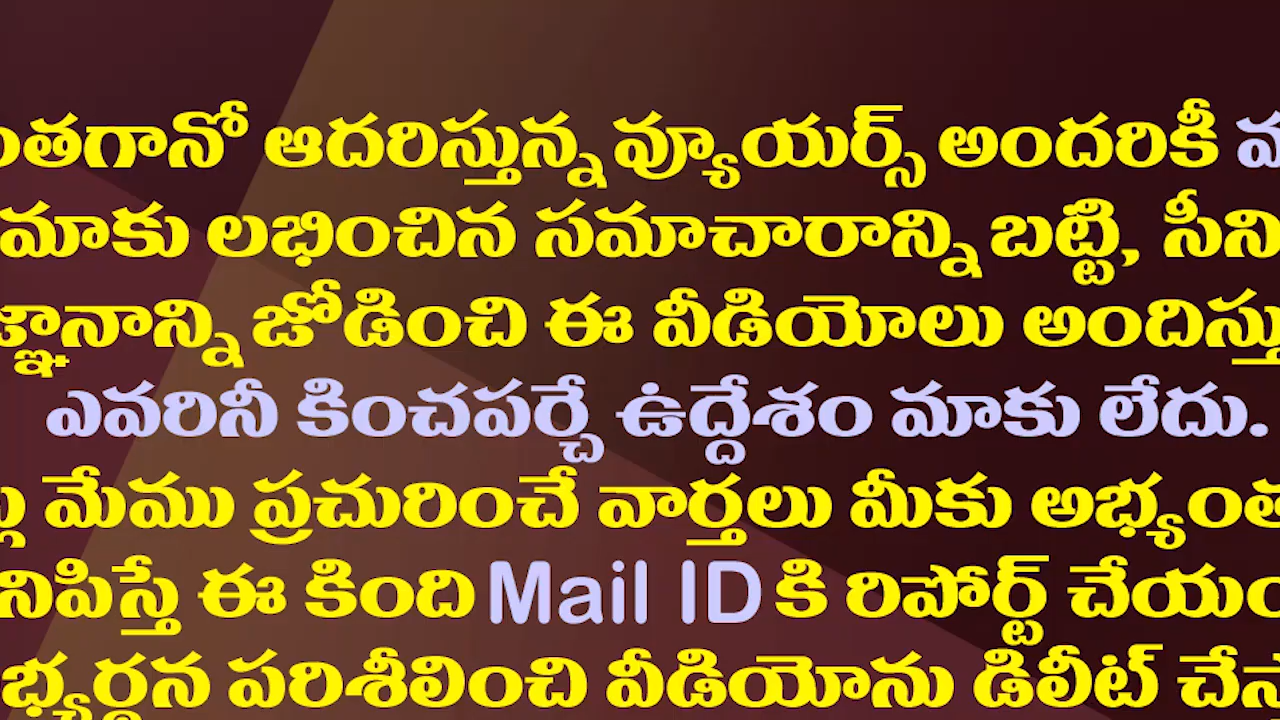 ంతగానో ఆదరిస్తున్న వ్యూయర్స్ అందరికీ
మాకు లభించిన సమాచారాన్ని బట్టి, సీని
జ్ఞానాన్ని జోడించి ఈ వీడియోలు అందిస్తు
ఎవరినీ కించపర్చే ఉద్దేశం మాకు లేదు.
మేము ప్రచురించే వార్తలు మీకు అభ్యంత
నిపిస్తే ఈ కింది Mail ID కి రిపోర్ట్ చేయం
భ్యర్థన పరిశీలించి వీడియోను డిలీట్ చేస